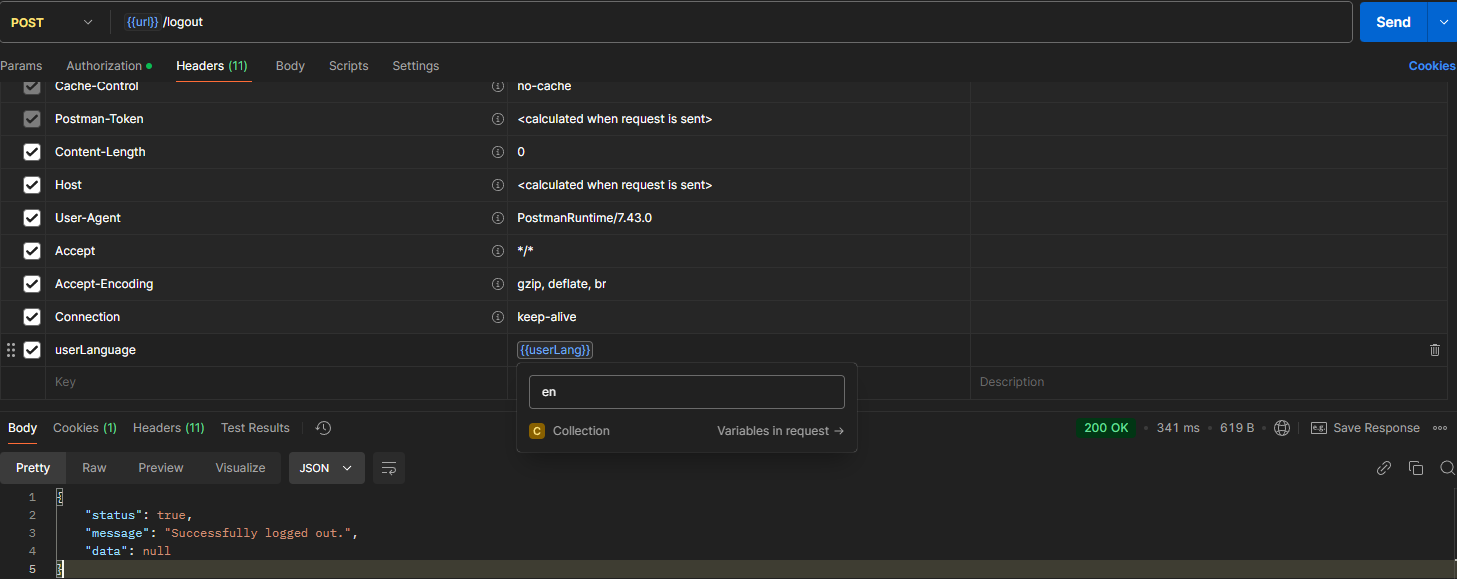 POST {{url}} /logout Send
Params Authorization Headers (11) Body Scripts Settings Cookies
Cache-Control no-cache
Postman-Token <calculated when request is sent>
Content-Length 0
Host <calculated when request is sent>
User-Agent PostmanRuntime/7.43.0
Accept */*
Accept-Encoding gzip, deflate, br
Connection keep-alive
userLanguage {{userLang}}
Key Description
en
C Collection Variables in request →
Body Cookies (1) Headers (11) Test Results 200 OK • 341 ms • 619 B e.g. Save Response
Pretty Raw Preview Visualize JSON
1 {
2 "status": true,
3 "message": "Successfully logged out.",
4 "data": null
5 }